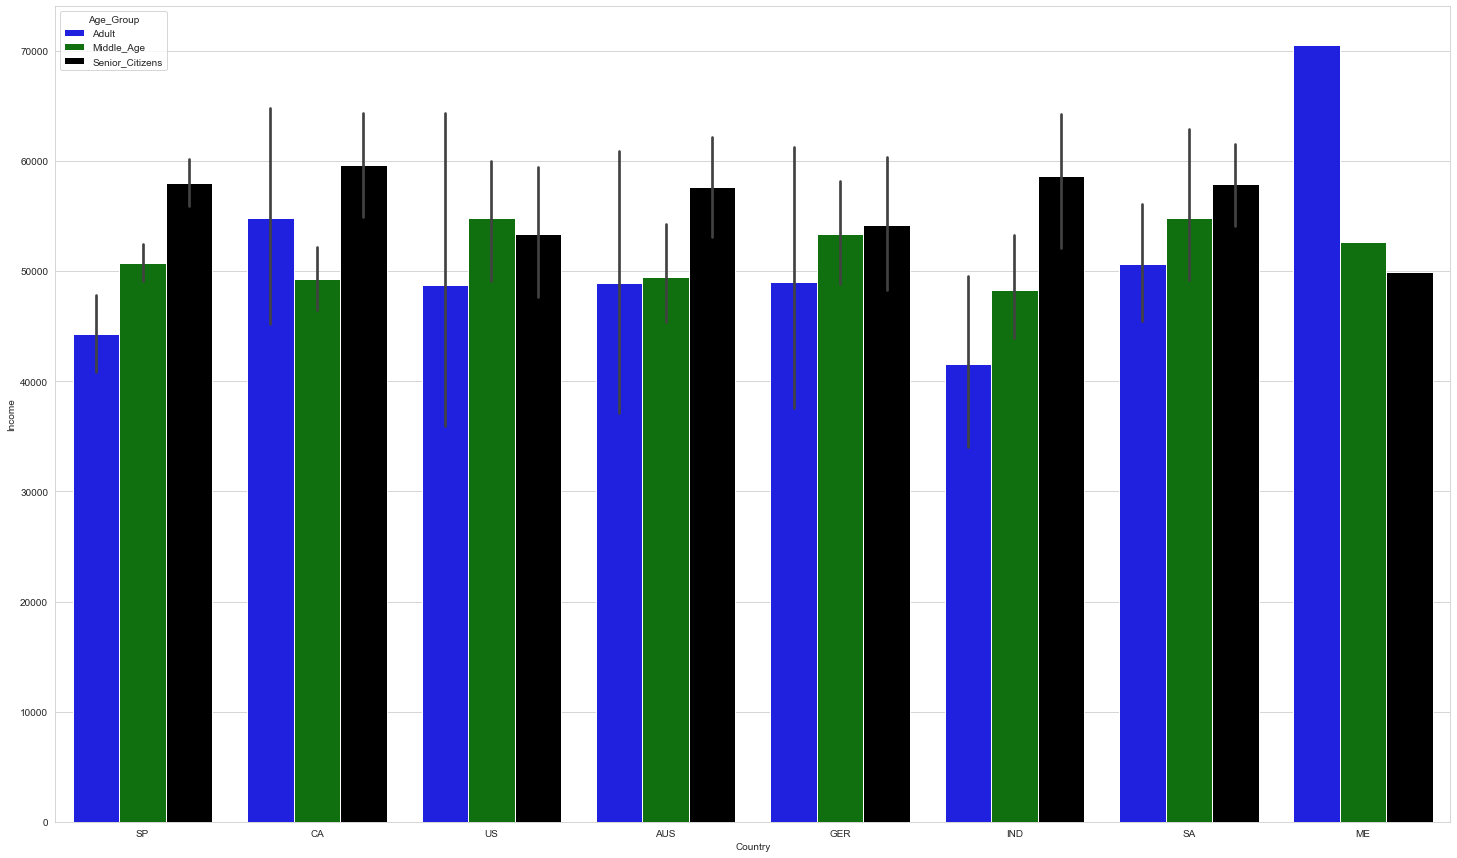 Age_Group
Adult
Middle_Age
Senior_Citizens
70000
60000
50000
40000
30000
20000
10000
0
Income
SP CA US AUS GER IND SA ME
Country